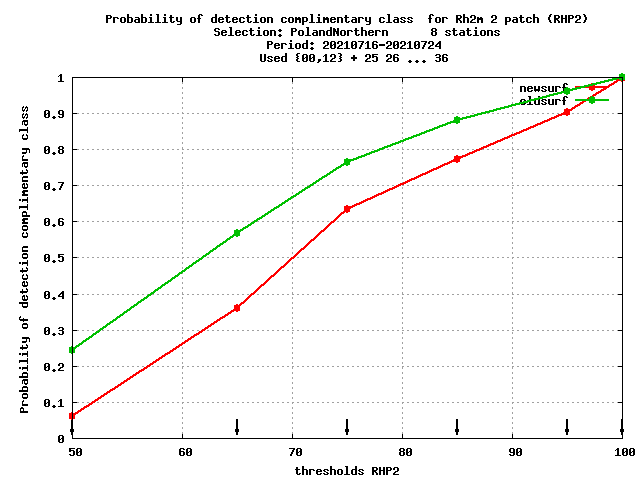 Probability of detection complimentary class  for Rh2m 2 patch (RHP2)
Selection: PolandNorthern      8 stations
Period: 20210716-20210724
Used {00,12} + 25 26 ... 36
newsurf
oldsurf
Probability of detection complimentary class
1
0.9
0.8
0.7
0.6
0.5
0.4
0.3
0.2
0.1
0
50 60 70 80 90 100
thresholds RHP2